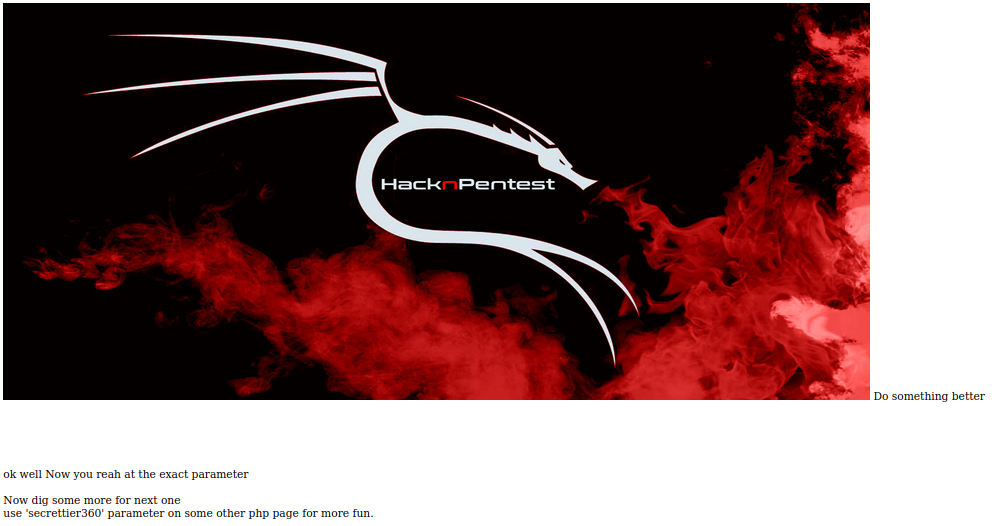 HacknPentest
Do something better
ok well Now you reah at the exact parameter
Now dig some more for next one
use 'secrettier360' parameter on some other php page for more fun.